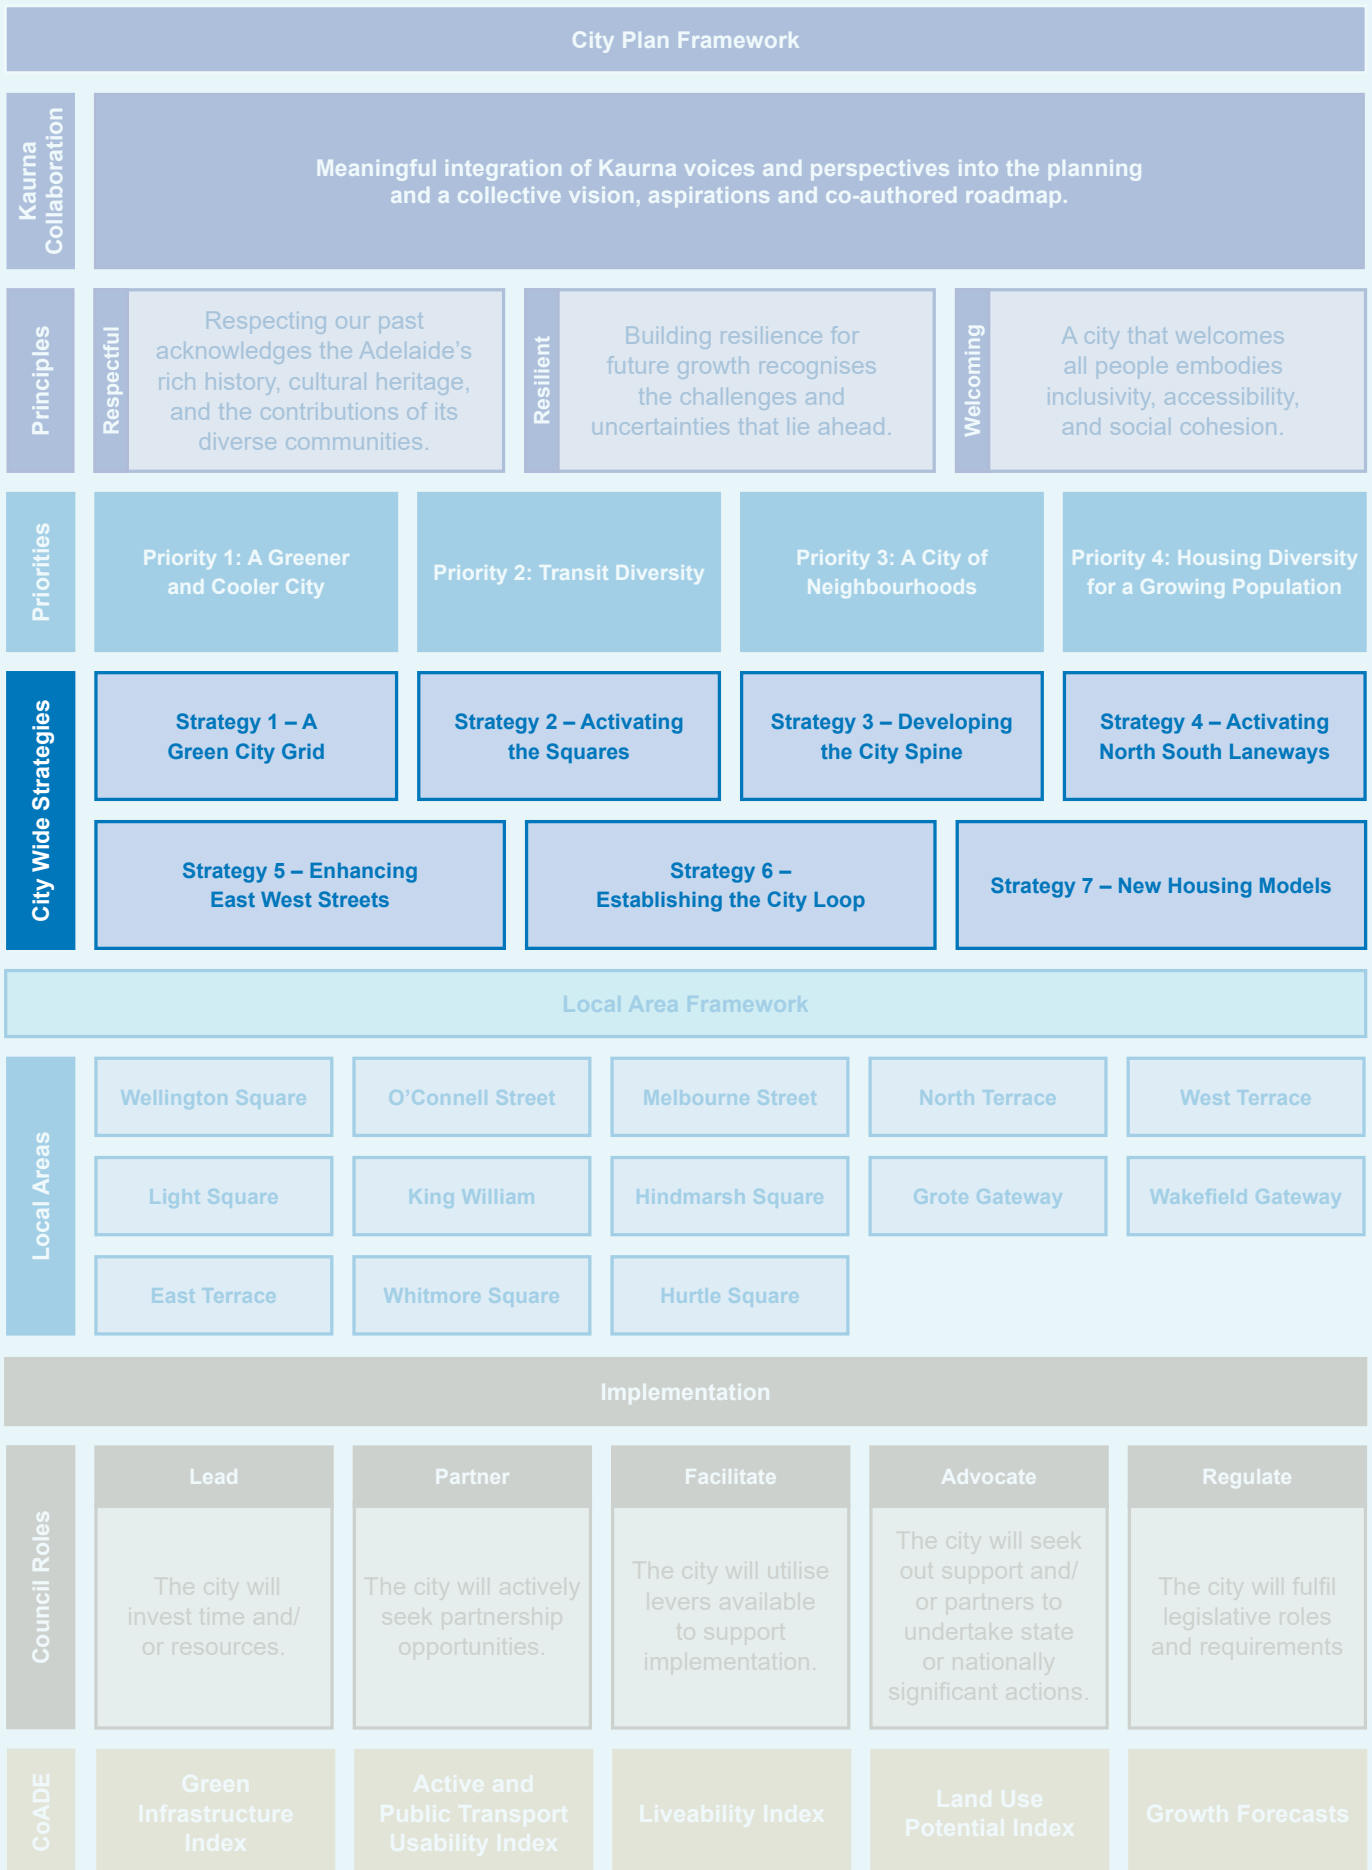 City Plan Framework
Kaurna
Collaboration
Meaningful integration of Kaurna voices and perspectives into the planning
and a collective vision, aspirations and co-authored roadmap.
Principles
Respectful
Respecting our past
acknowledges the Adelaide’s
rich history, cultural heritage,
and the contributions of its
diverse communities.
Resilient
Building resilience for
future growth recognises
the challenges and
uncertainties that lie ahead.
Welcoming
A city that welcomes
all people embodies
inclusivity, accessibility,
and social cohesion.
Priorities
Priority 1: A Greener
and Cooler City
Priority 2: Transit Diversity
Priority 3: A City of
Neighbourhoods
Priority 4: Housing Diversity
for a Growing Population
City Wide Strategies
Strategy 1 – A
Green City Grid
Strategy 2 – Activating
the Squares
Strategy 3 – Developing
the City Spine
Strategy 4 – Activating
North South Laneways
Strategy 5 – Enhancing
East West Streets
Strategy 6 –
Establishing the City Loop
Strategy 7 – New Housing Models
Local Area Framework
Local Areas
Wellington Square
O’Connell Street
Melbourne Street
North Terrace
West Terrace
Light Square
King William
Hindmarsh Square
Grote Gateway
Wakefield Gateway
East Terrace
Whitmore Square
Hurtle Square
Implementation
Council Roles
Lead
The city will
invest time and/
or resources.
Partner
The city will actively
seek partnership
opportunities.
Facilitate
The city will utilise
levers available
to support
implementation.
Advocate
The city will seek
out support and/
or partners to
undertake state
or nationally
significant actions.
Regulate
The city will fulfil
legislative roles
and requirements
CoADE
Green
Infrastructure
Index
Active and
Public Transport
Usability Index
Liveability Index
Land Use
Potential Index
Growth Forecasts